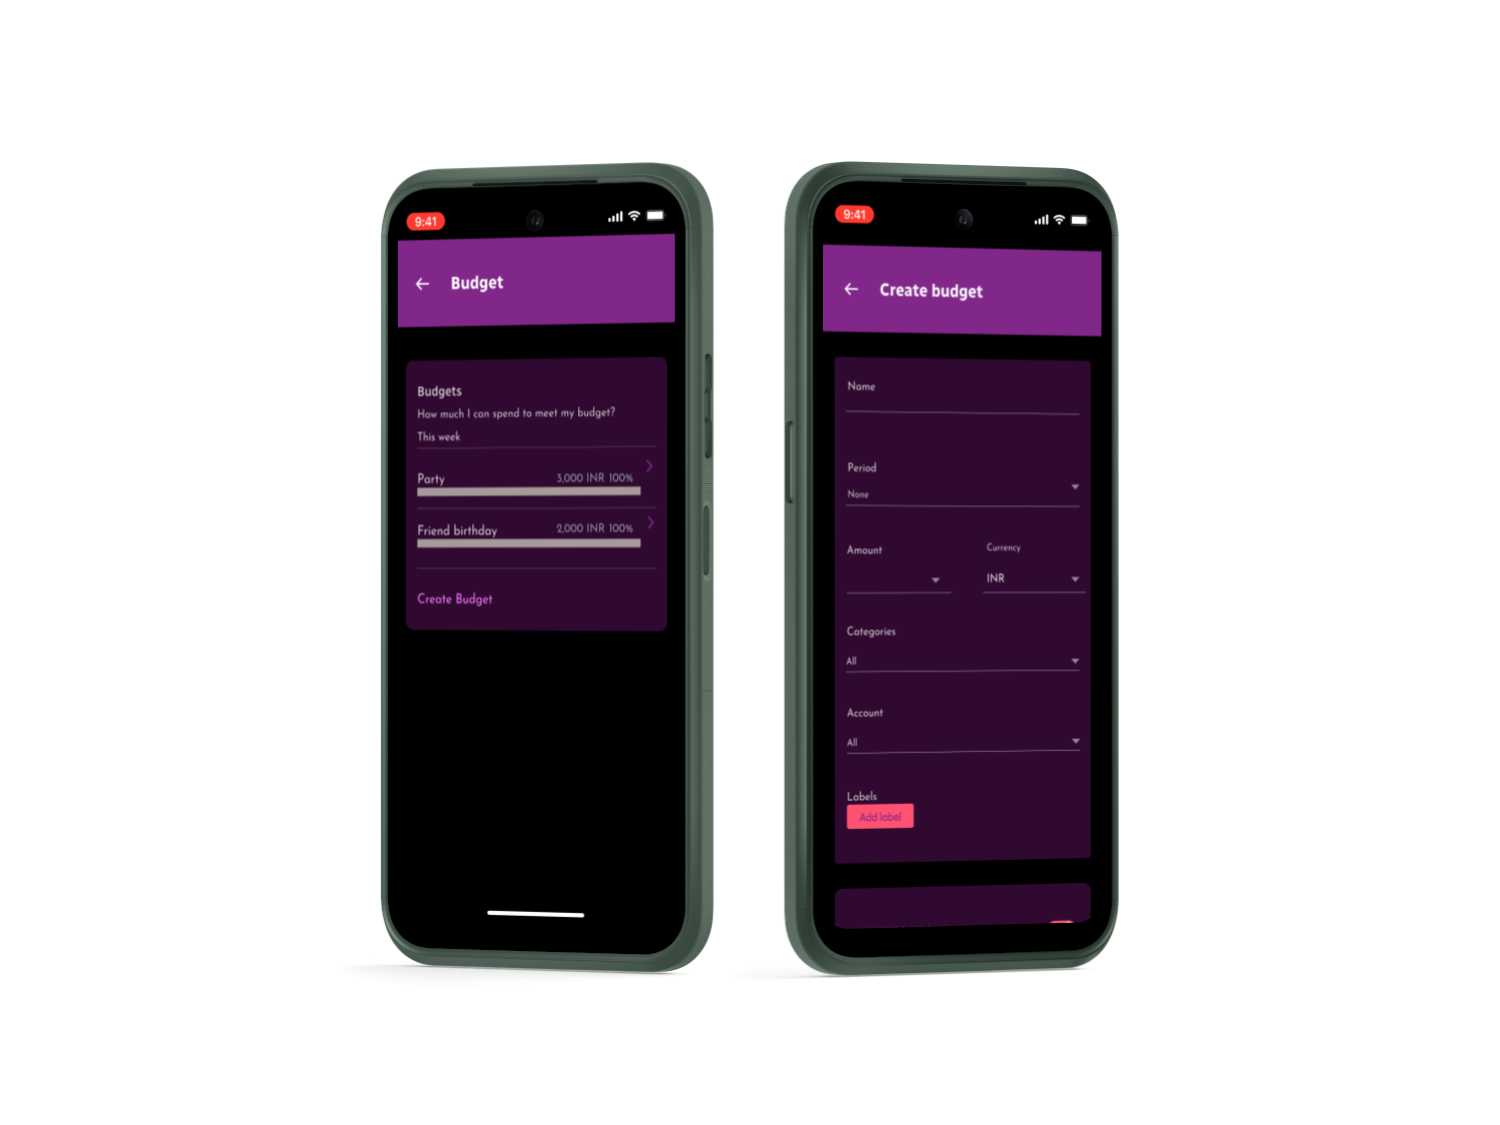 9:41
Budget
Budgets
How much I can spend to meet my budget?
This week
Party 3,000 INR 100%
Friend birthday 2,000 INR 100%
Create Budget
9:41
Create budget
Name
Period
None
Amount Currency
INR
Categories
All
Account
All
Labels
Add label